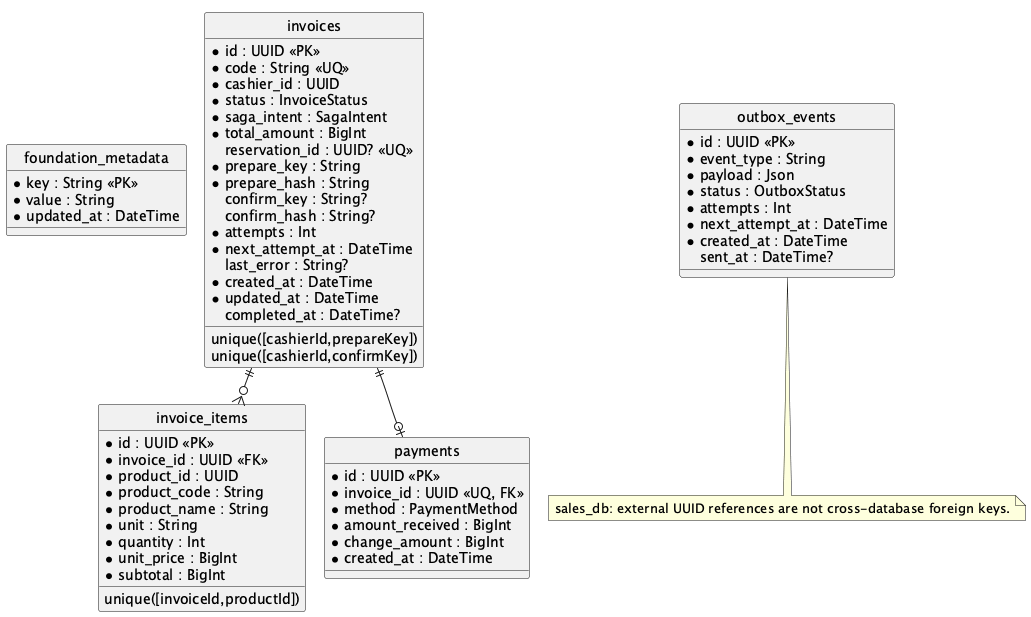 invoices
id : UUID «PK»
code : String «UQ»
cashier_id : UUID
status : InvoiceStatus
saga_intent : SagaIntent
total_amount : BigInt
reservation_id : UUID? «UQ»
prepare_key : String
prepare_hash : String
confirm_key : String?
confirm_hash : String?
attempts : Int
next_attempt_at : DateTime
last_error : String?
created_at : DateTime
updated_at : DateTime
completed_at : DateTime?
unique([cashierId,prepareKey])
unique([cashierId,confirmKey])
foundation_metadata
key : String «PK»
value : String
updated_at : DateTime
outbox_events
id : UUID «PK»
event_type : String
payload : Json
status : OutboxStatus
attempts : Int
next_attempt_at : DateTime
created_at : DateTime
sent_at : DateTime?
invoice_items
id : UUID «PK»
invoice_id : UUID «FK»
product_id : UUID
product_code : String
product_name : String
unit : String
quantity : Int
unit_price : BigInt
subtotal : BigInt
unique([invoiceId,productId])
payments
id : UUID «PK»
invoice_id : UUID «UQ, FK»
method : PaymentMethod
amount_received : BigInt
change_amount : BigInt
created_at : DateTime
sales_db: external UUID references are not cross-database foreign keys.